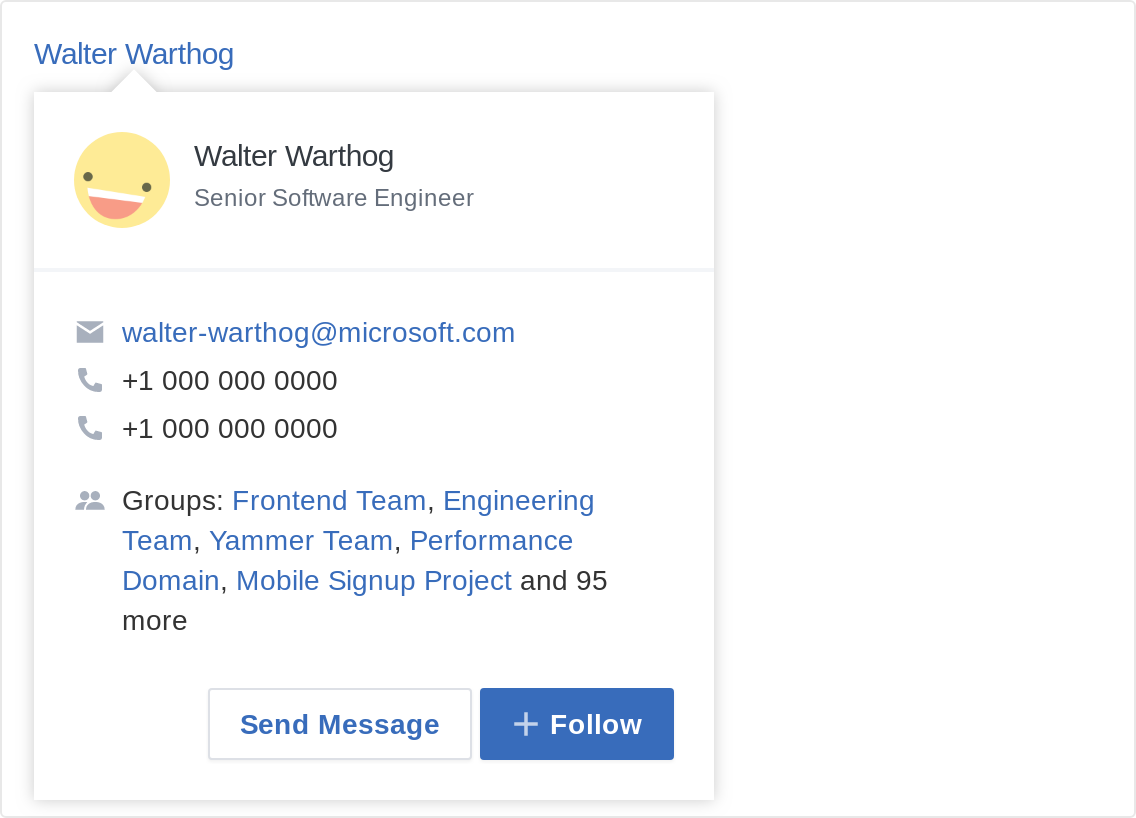 Walter Warthog
Walter Warthog
Senior Software Engineer
walter-warthog@microsoft.com
+1 000 000 0000
+1 000 000 0000
Groups: Frontend Team, Engineering
Team, Yammer Team, Performance
Domain, Mobile Signup Project and 95
more
Send Message
Follow